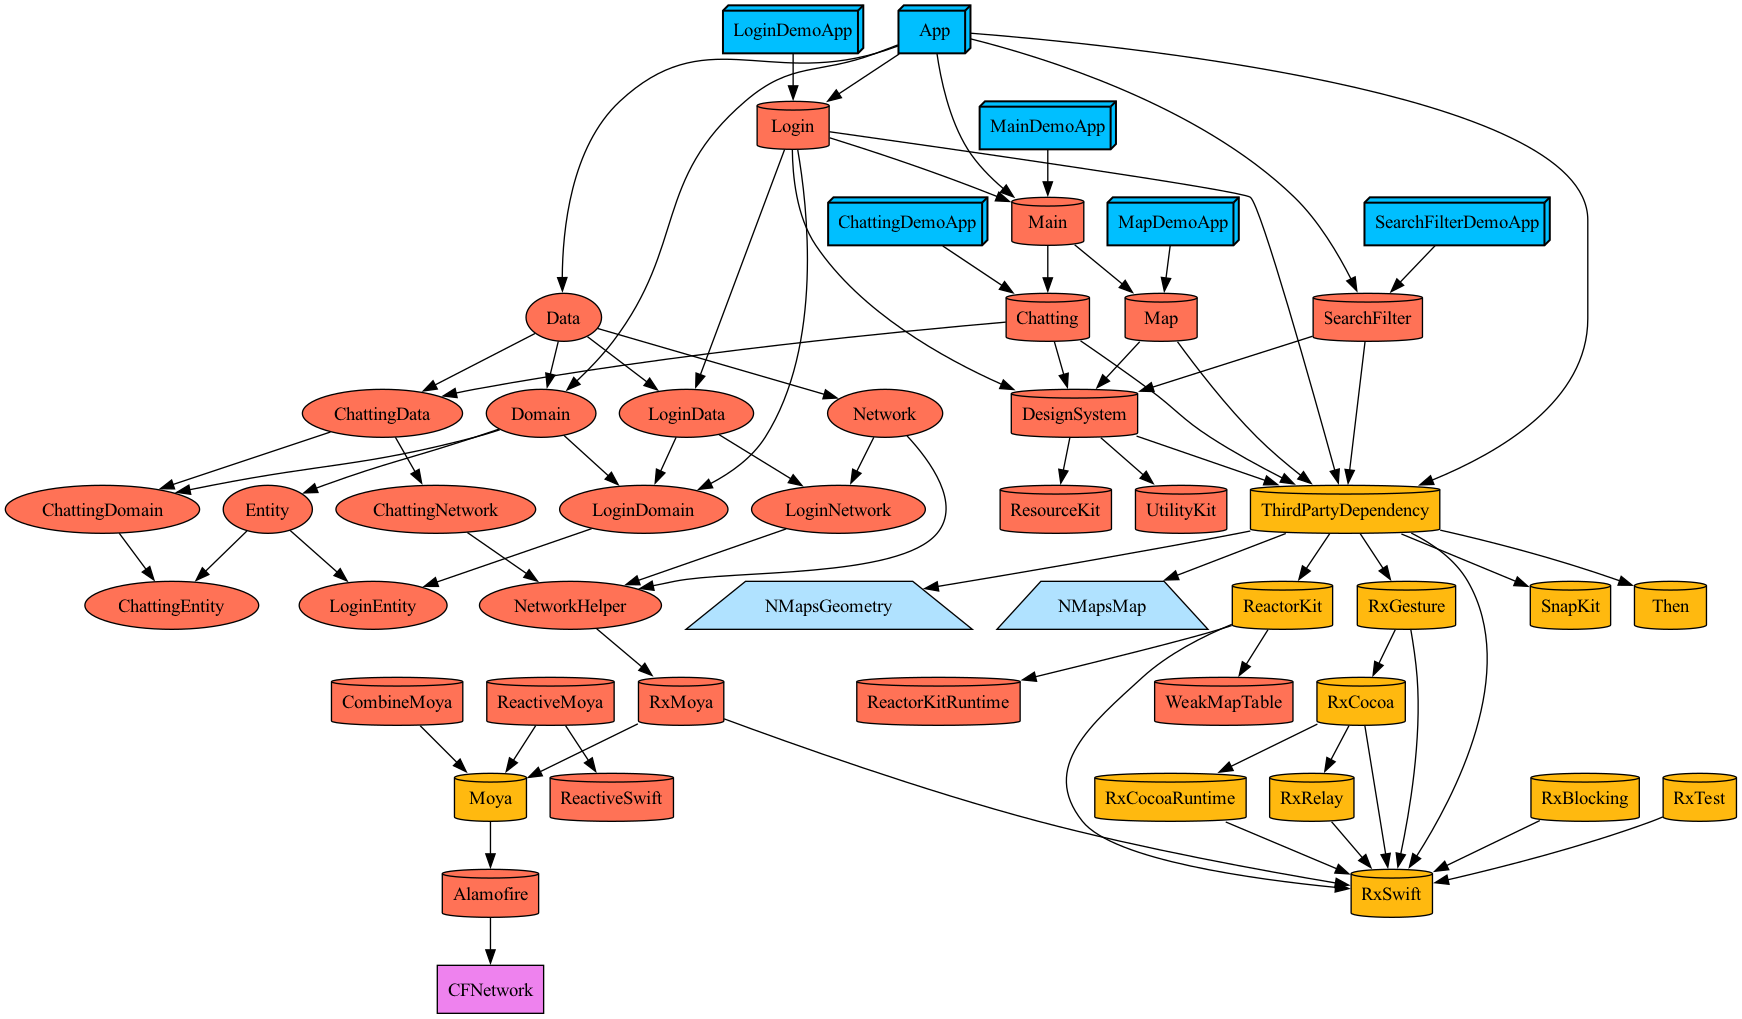 LoginDemoApp
App
Login
MainDemoApp
ChattingDemoApp
Main
MapDemoApp
SearchFilterDemoApp
Data
Chatting
Map
SearchFilter
ChattingData
Domain
LoginData
Network
DesignSystem
ChattingDomain
Entity
ChattingNetwork
LoginDomain
LoginNetwork
ResourceKit
UtilityKit
ThirdPartyDependency
ChattingEntity
LoginEntity
NetworkHelper
NMapsGeometry
NMapsMap
ReactorKit
RxGesture
SnapKit
Then
CombineMoya
ReactiveMoya
RxMoya
ReactorKitRuntime
WeakMapTable
RxCocoa
Moya
ReactiveSwift
RxCocoaRuntime
RxRelay
RxBlocking
RxTest
Alamofire
RxSwift
CFNetwork